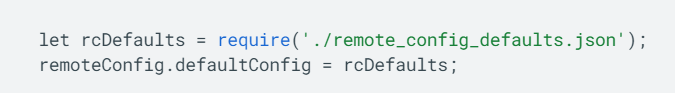 let rcDefaults = require('./remote_config_defaults.json');
remoteConfig.defaultConfig = rcDefaults;